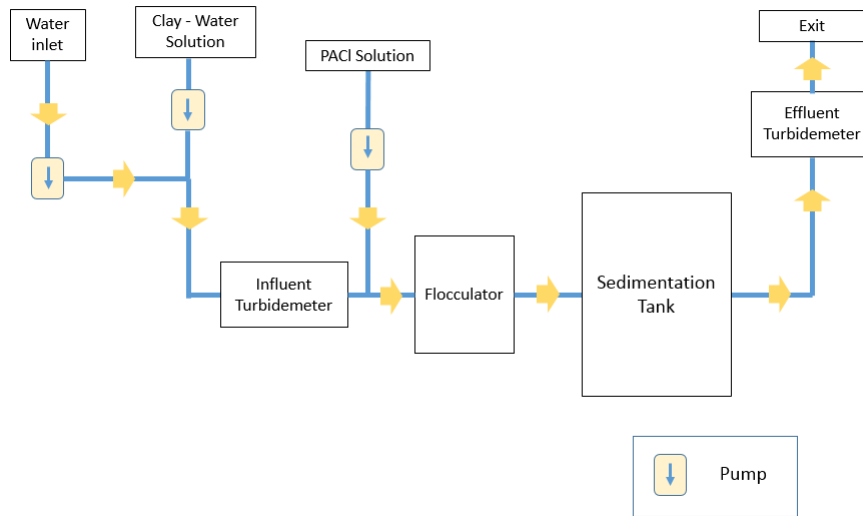 Water
inlet
Clay - Water
Solution
PACl Solution
Exit
Effluent
Turbidemeter
Influent
Turbidemeter
Flocculator
Sedimentation
Tank
Pump